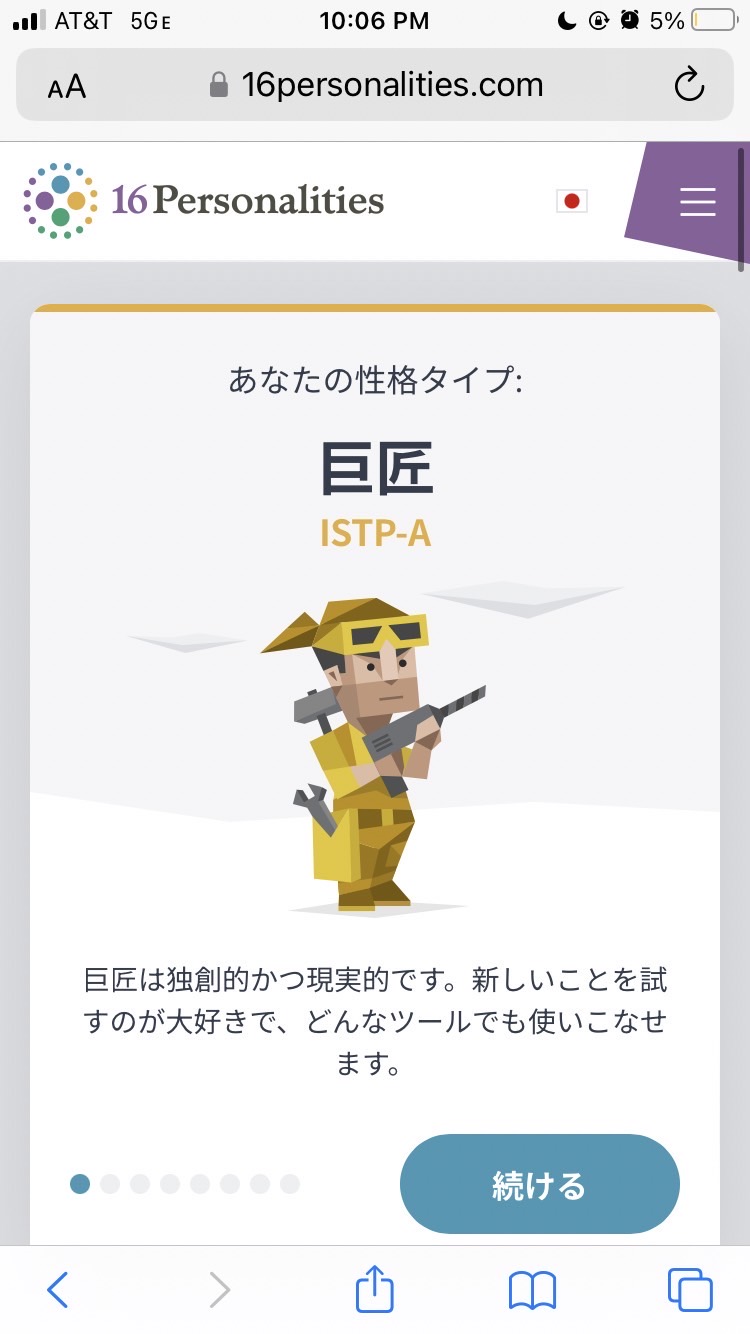 AT&T 5GE 10:06 PM 5%
AA 16personalities.com
16Personalities
あなたの性格タイプ:
巨匠
ISTP-A
巨匠は独創的かつ現実的です。新しいことを試
すのが大好きで、どんなツールでも使いこなせ
ます。
続ける